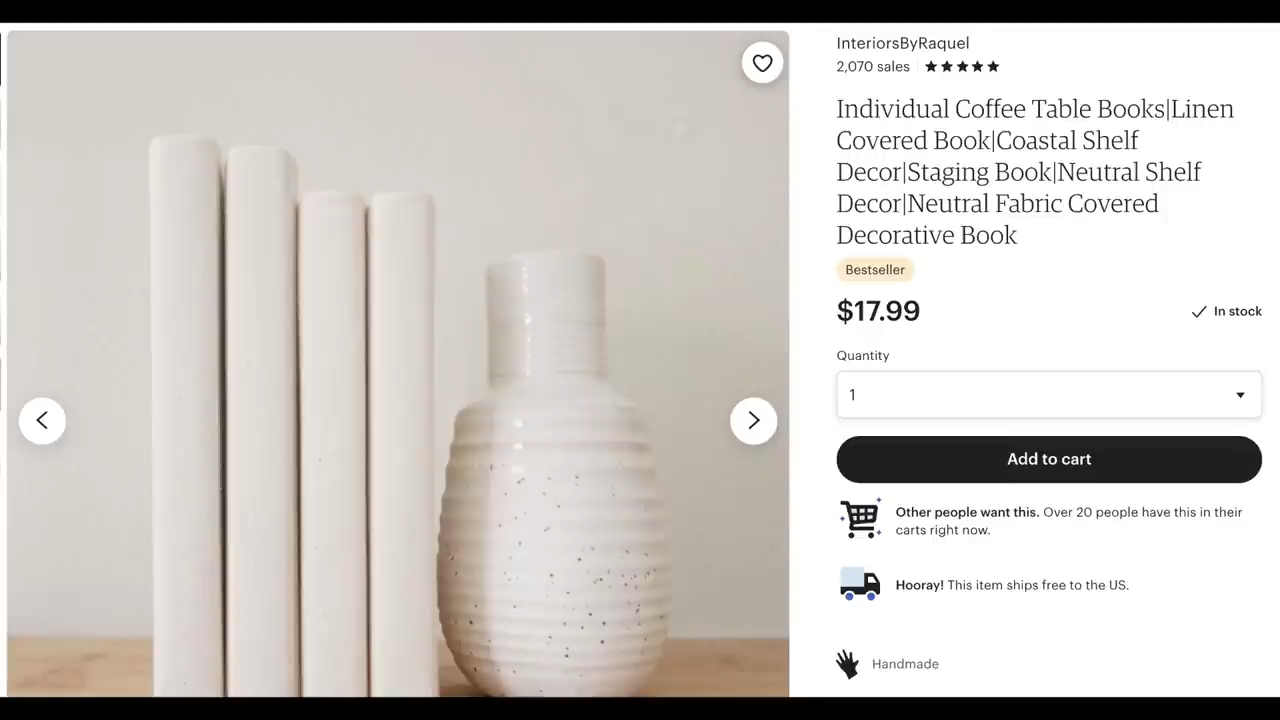 InteriorsByRaquel
2,070 sales
Individual Coffee Table Books|Linen
Covered Book|Coastal Shelf
Decor|Staging Book|Neutral Shelf
Decor|Neutral Fabric Covered
Decorative Book
Bestseller
$17.99
In stock
Quantity
1
Add to cart
Other people want this. Over 20 people have this in their
carts right now.
Hooray! This item ships free to the US.
Handmade